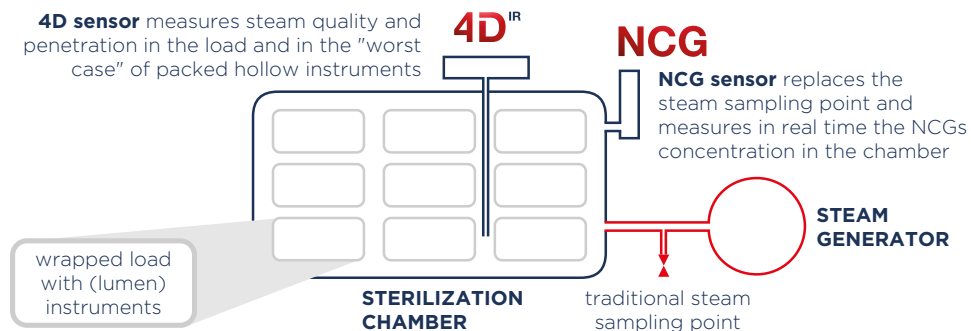 4D sensor measures steam quality and
penetration in the load and in the "worst
case" of packed hollow instruments
4D IR
NCG
NCG sensor replaces the
steam sampling point and
measures in real time the NCGs
concentration in the chamber
STEAM
GENERATOR
wrapped load
with (lumen)
instruments
STERILIZATION
CHAMBER
traditional steam
sampling point